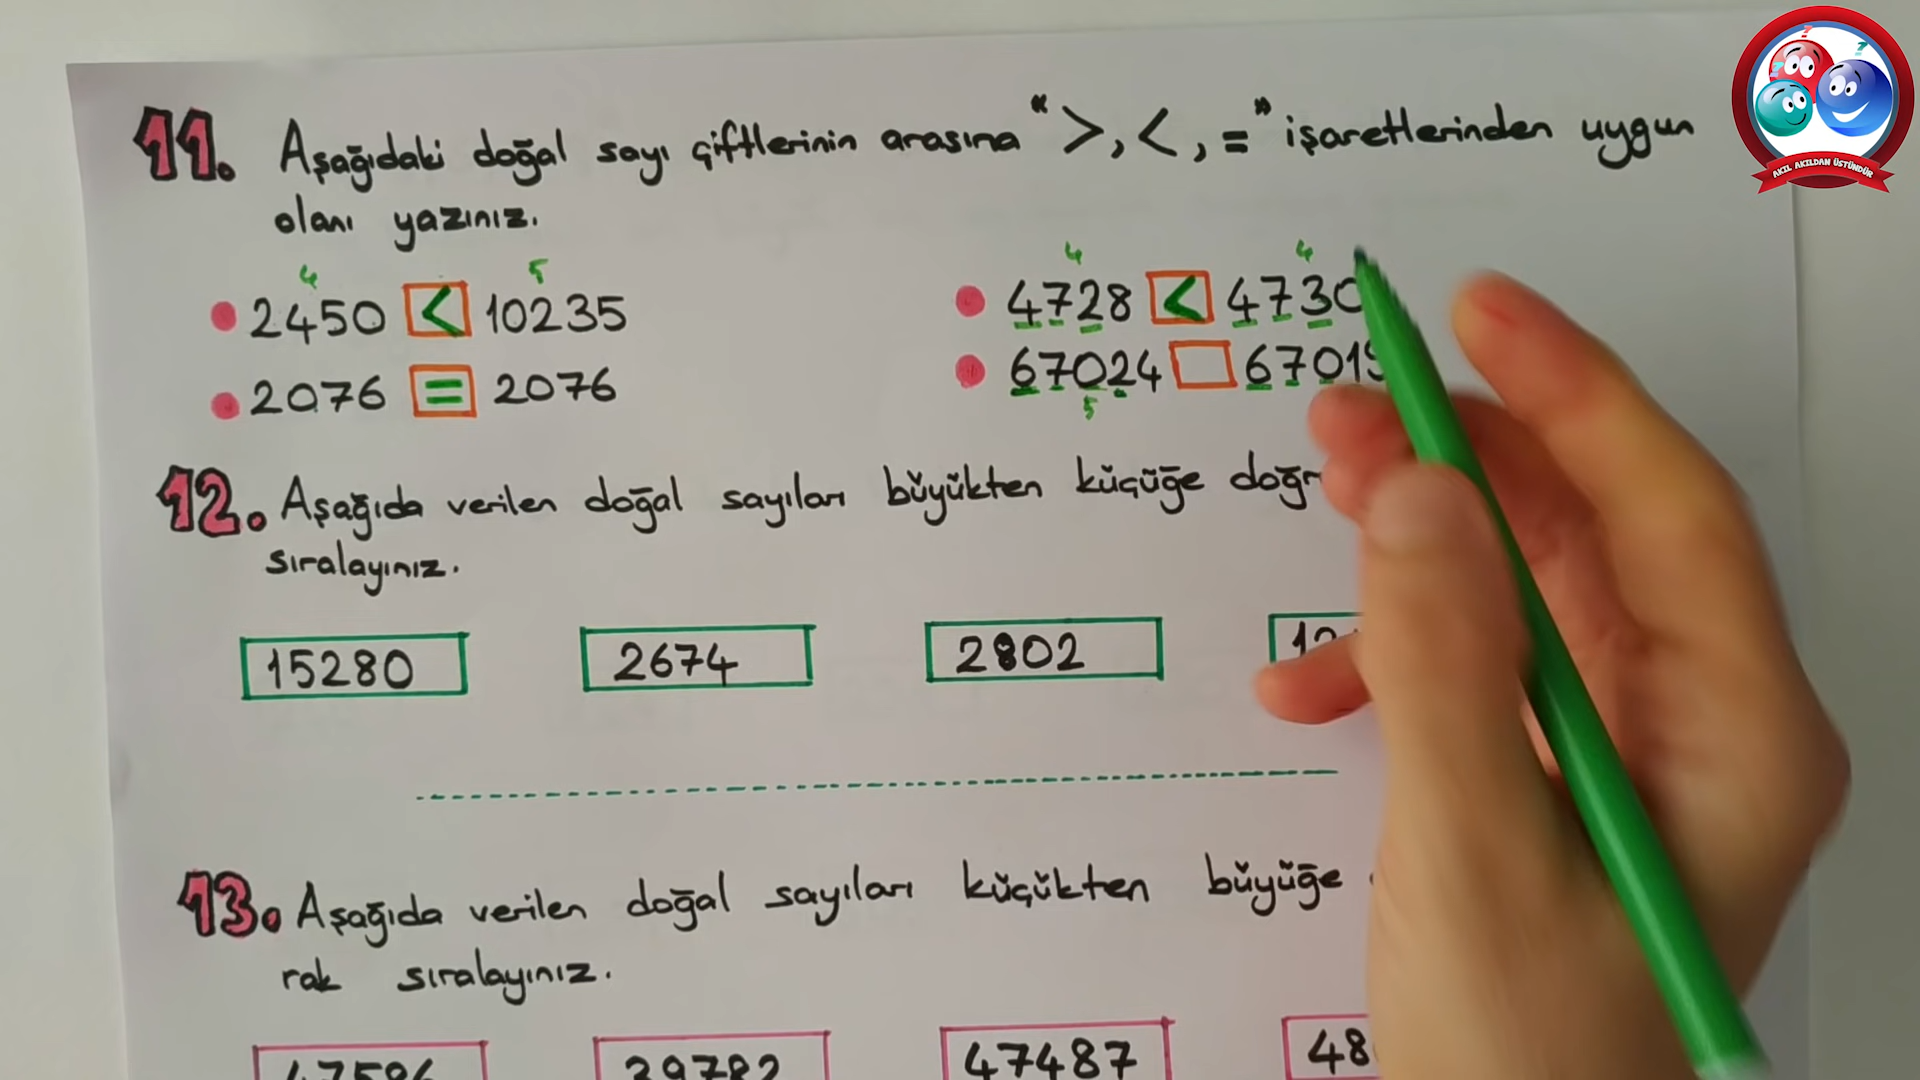 11. Aşağıdaki doğal sayı çiftlerinin arasına ">, <, =" işaretlerinden uygun
olanı yazınız.
4 5
2450 < 10235
2076 = 2076
4 4
4728 < 4730
67024 67019
5
12. Aşağıda verilen doğal sayıları büyükten küçüğe
sıralayınız.
15280 2674 2802
13. Aşağıda verilen doğal sayıları küçükten büyüğe
rak sıralayınız.
47487
AKIL AKILDAN ÜSTÜNDÜR